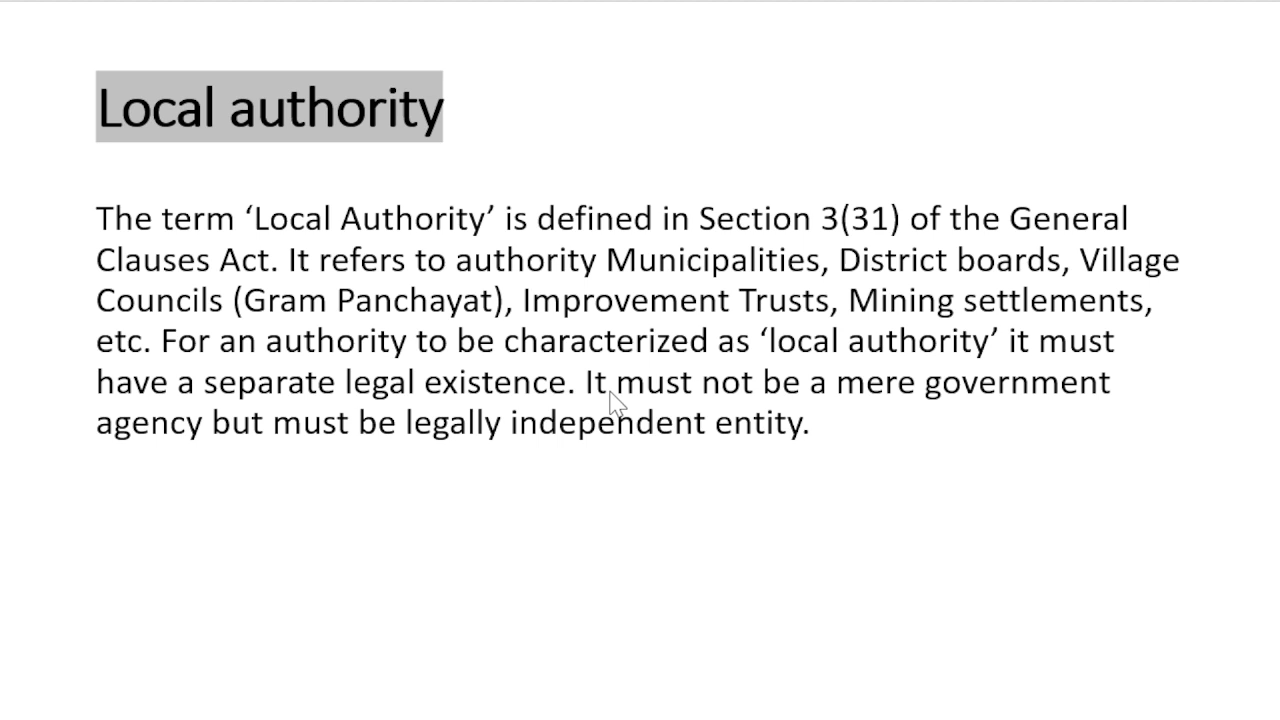 Local authority
The term ‘Local Authority’ is defined in Section 3(31) of the General
Clauses Act. It refers to authority Municipalities, District boards, Village
Councils (Gram Panchayat), Improvement Trusts, Mining settlements,
etc. For an authority to be characterized as ‘local authority’ it must
have a separate legal existence. It must not be a mere government
agency but must be legally independent entity.